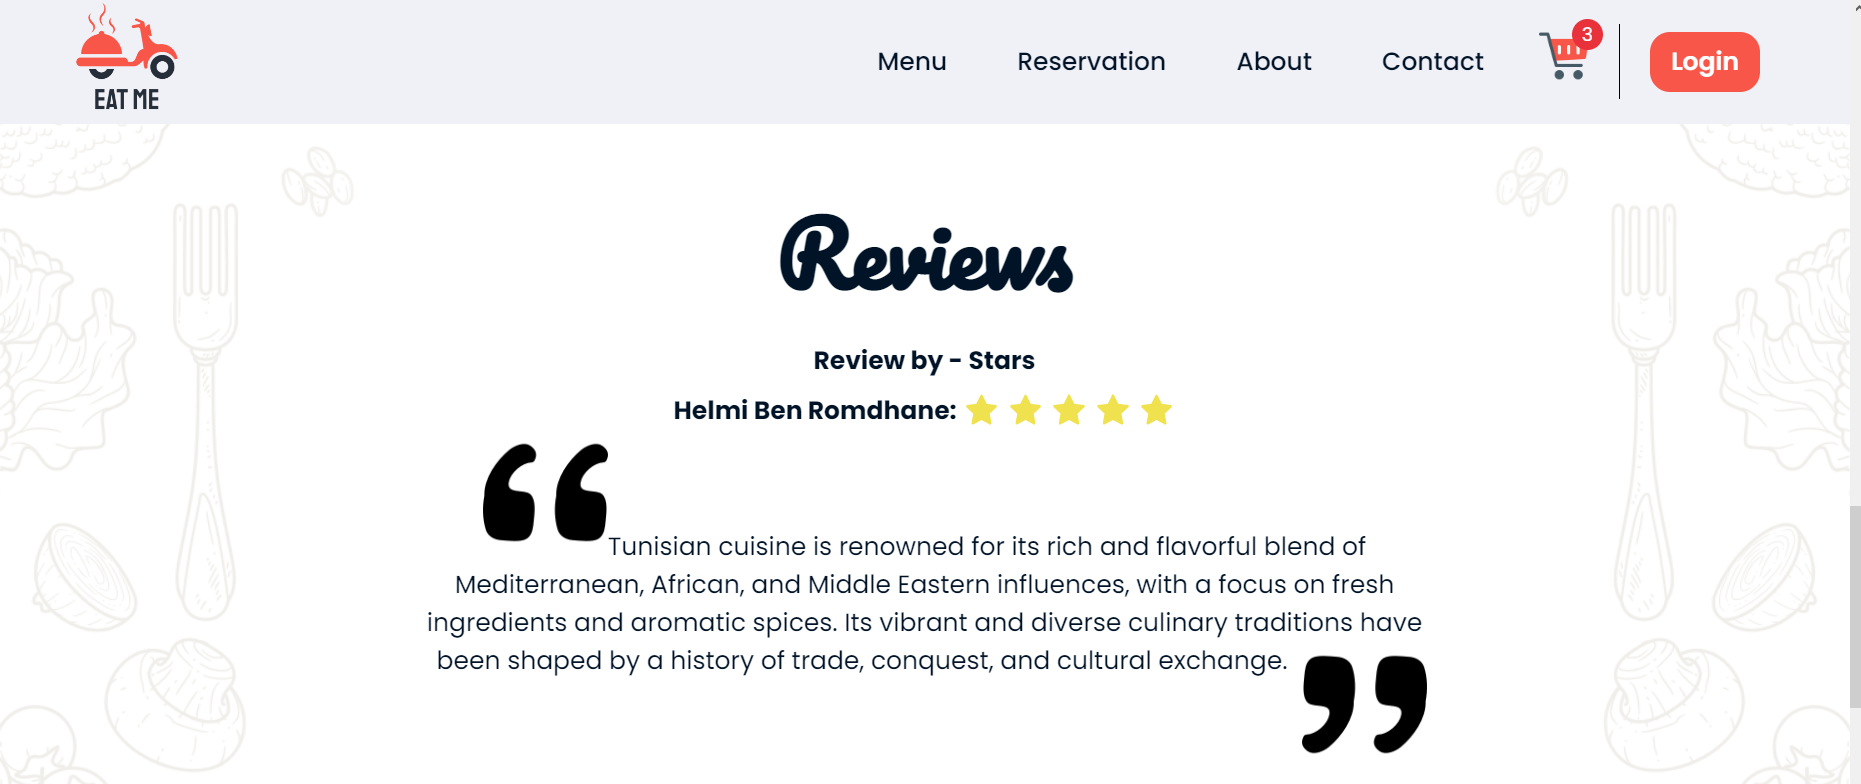 EAT ME
Menu Reservation About Contact 3 Login
Reviews
Review by - Stars
Helmi Ben Romdhane:
“Tunisian cuisine is renowned for its rich and flavorful blend of
Mediterranean, African, and Middle Eastern influences, with a focus on fresh
ingredients and aromatic spices. Its vibrant and diverse culinary traditions have
been shaped by a history of trade, conquest, and cultural exchange. ”